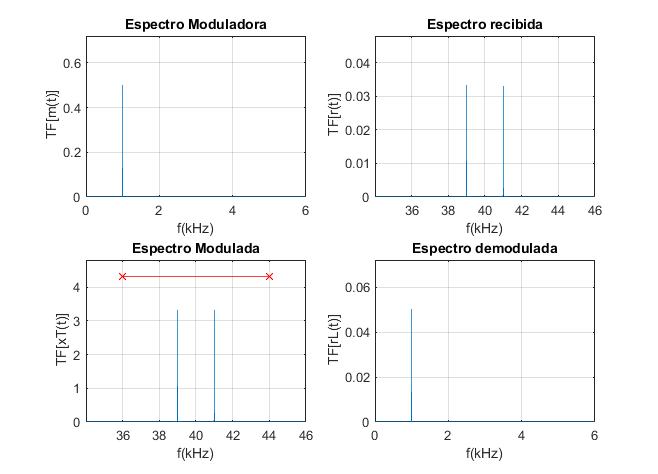 Espectro Moduladora
TF[m(t)]
0.6
0.4
0.2
0
0 2 4 6
f(kHz)
Espectro recibida
TF[r(t)]
0.04
0.03
0.02
0.01
0
36 38 40 42 44 46
f(kHz)
Espectro Modulada
TF[xT(t)]
4
3
2
1
0
36 38 40 42 44 46
f(kHz)
Espectro demodulada
TF[rL(t)]
0.06
0.04
0.02
0
0 2 4 6
f(kHz)